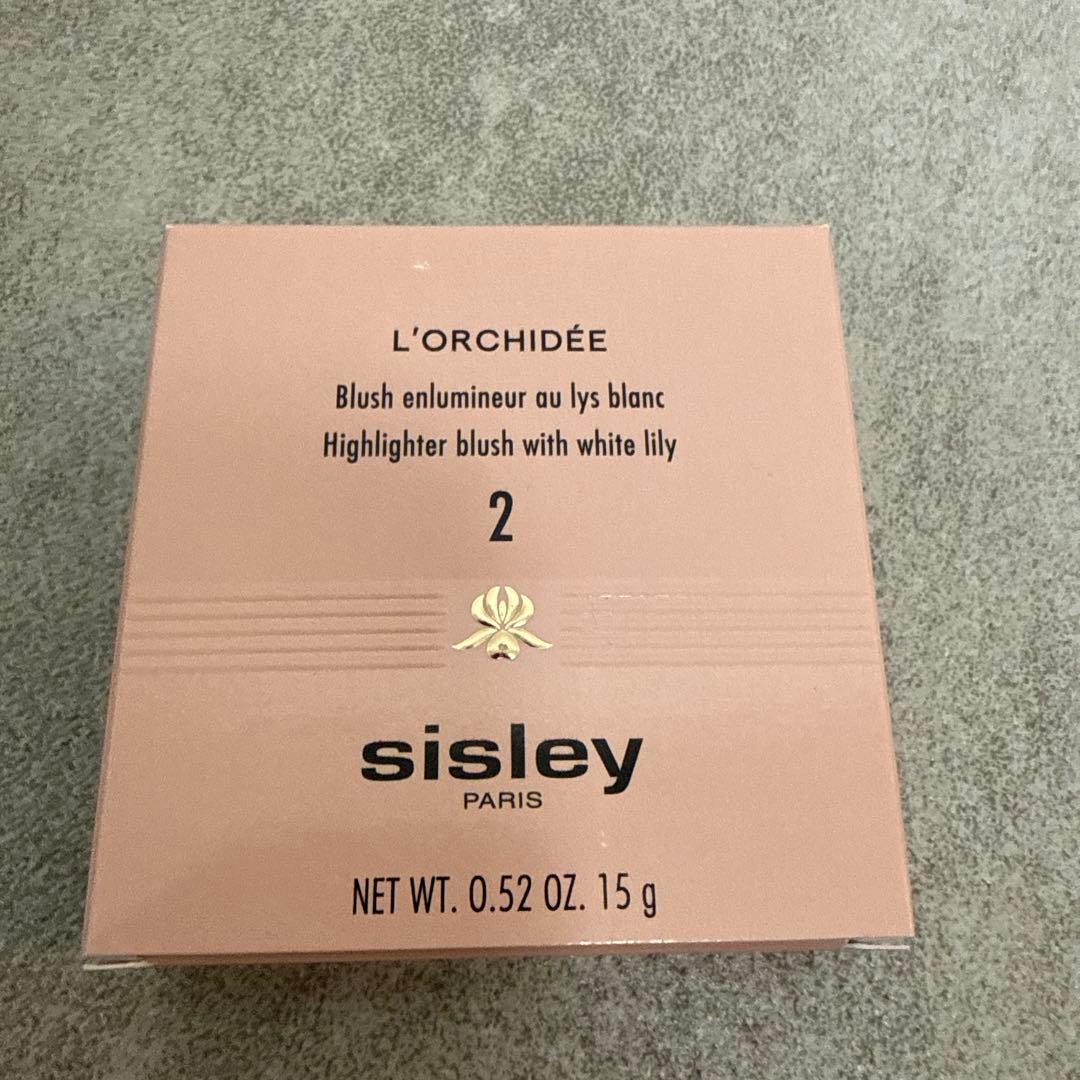 L'ORCHIDÉE
Blush enlumineur au lys blanc
Highlighter blush with white lily
2
sisley
PARIS
NET WT. 0.52 OZ. 15 g